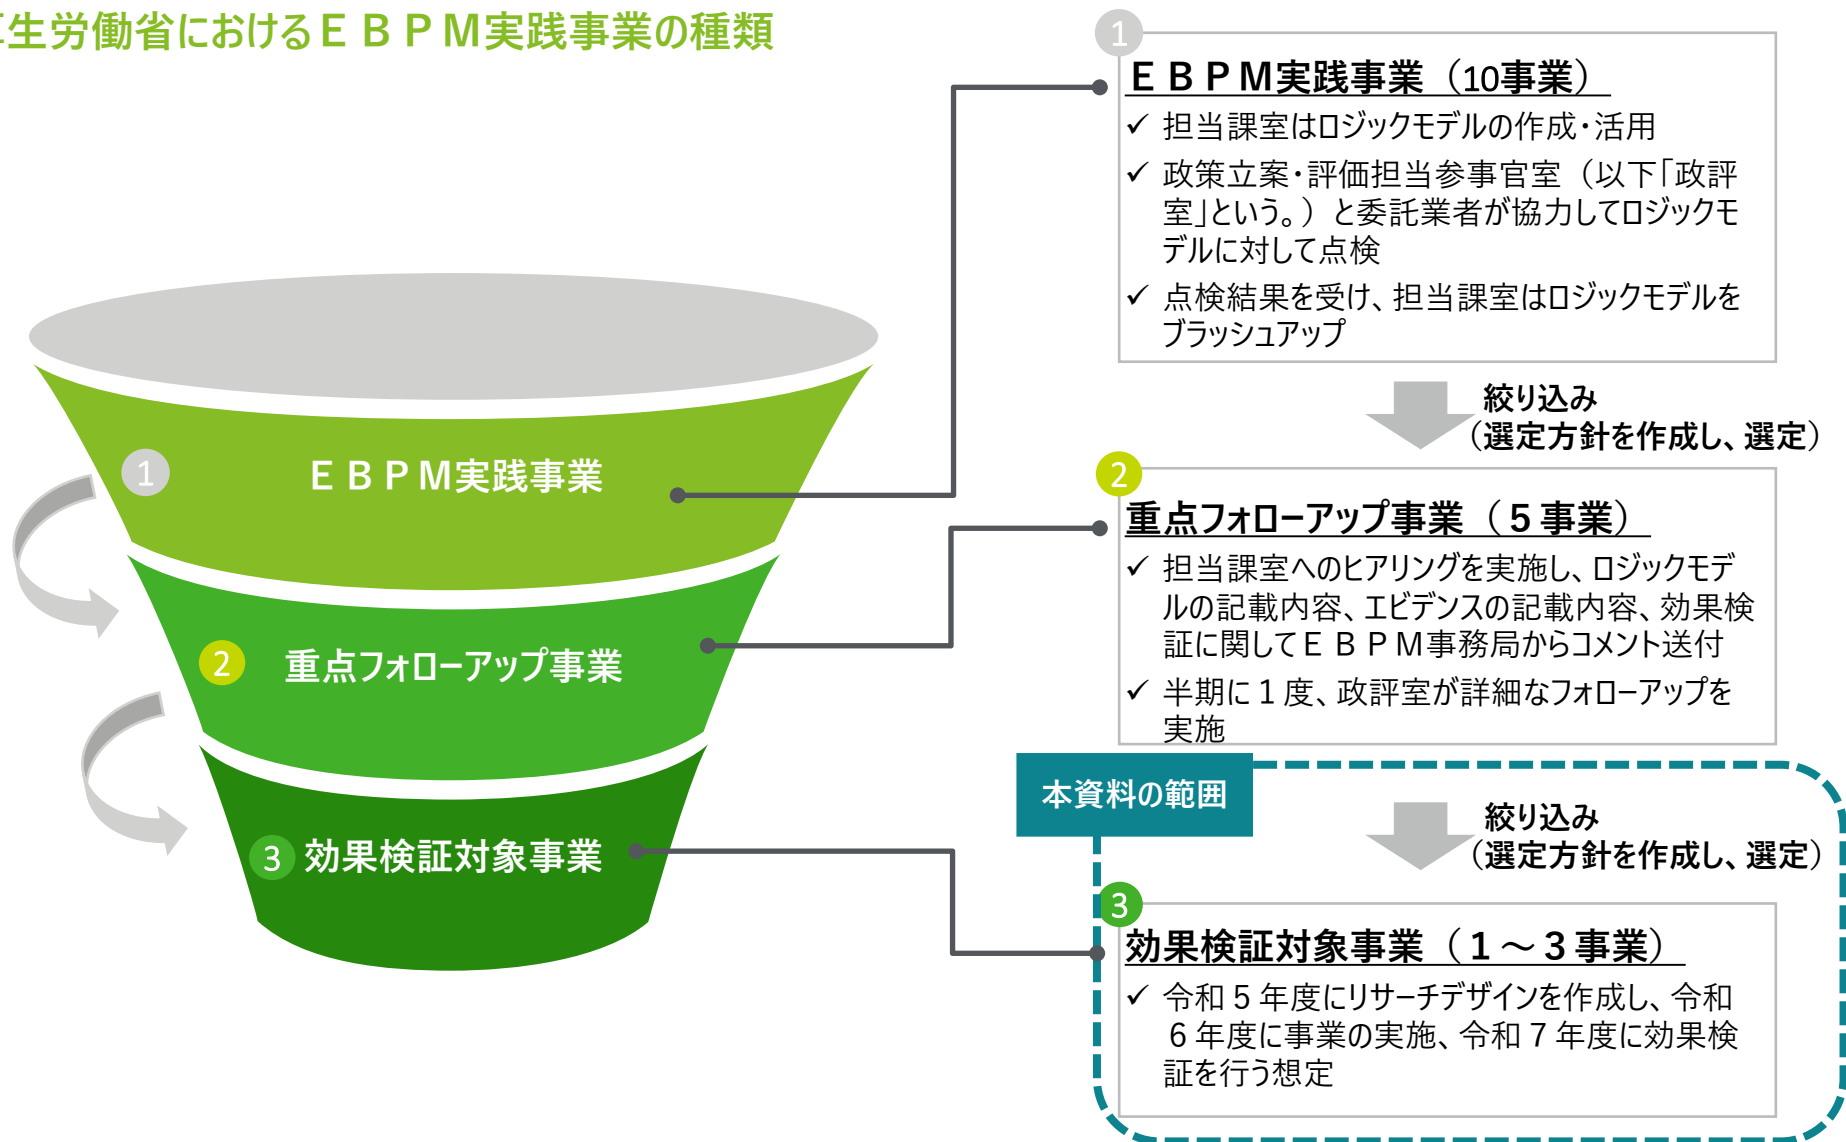 生労働省におけるＥＢＰＭ実践事業の種類
1
ＥＢＰＭ実践事業（10事業）
✓ 担当課室はロジックモデルの作成・活用
✓ 政策立案・評価担当参事官室（以下「政評
室」という。）と委託業者が協力してロジックモ
デルに対して点検
✓ 点検結果を受け、担当課室はロジックモデルを
ブラッシュアップ
絞り込み
（選定方針を作成し、選定）
2
重点フォローアップ事業（５事業）
✓ 担当課室へのヒアリングを実施し、ロジックモデ
ルの記載内容、エビデンスの記載内容、効果検
証に関してＥＢＰＭ事務局からコメント送付
✓ 半期に１度、政評室が詳細なフォローアップを
実施
本資料の範囲
絞り込み
（選定方針を作成し、選定）
3
効果検証対象事業（１～３事業）
✓ 令和５年度にリサーチデザインを作成し、令和
６年度に事業の実施、令和７年度に効果検
証を行う想定
1 ＥＢＰＭ実践事業
2 重点フォローアップ事業
3 効果検証対象事業